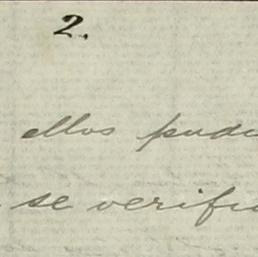 2.
ellos pud
se verifi